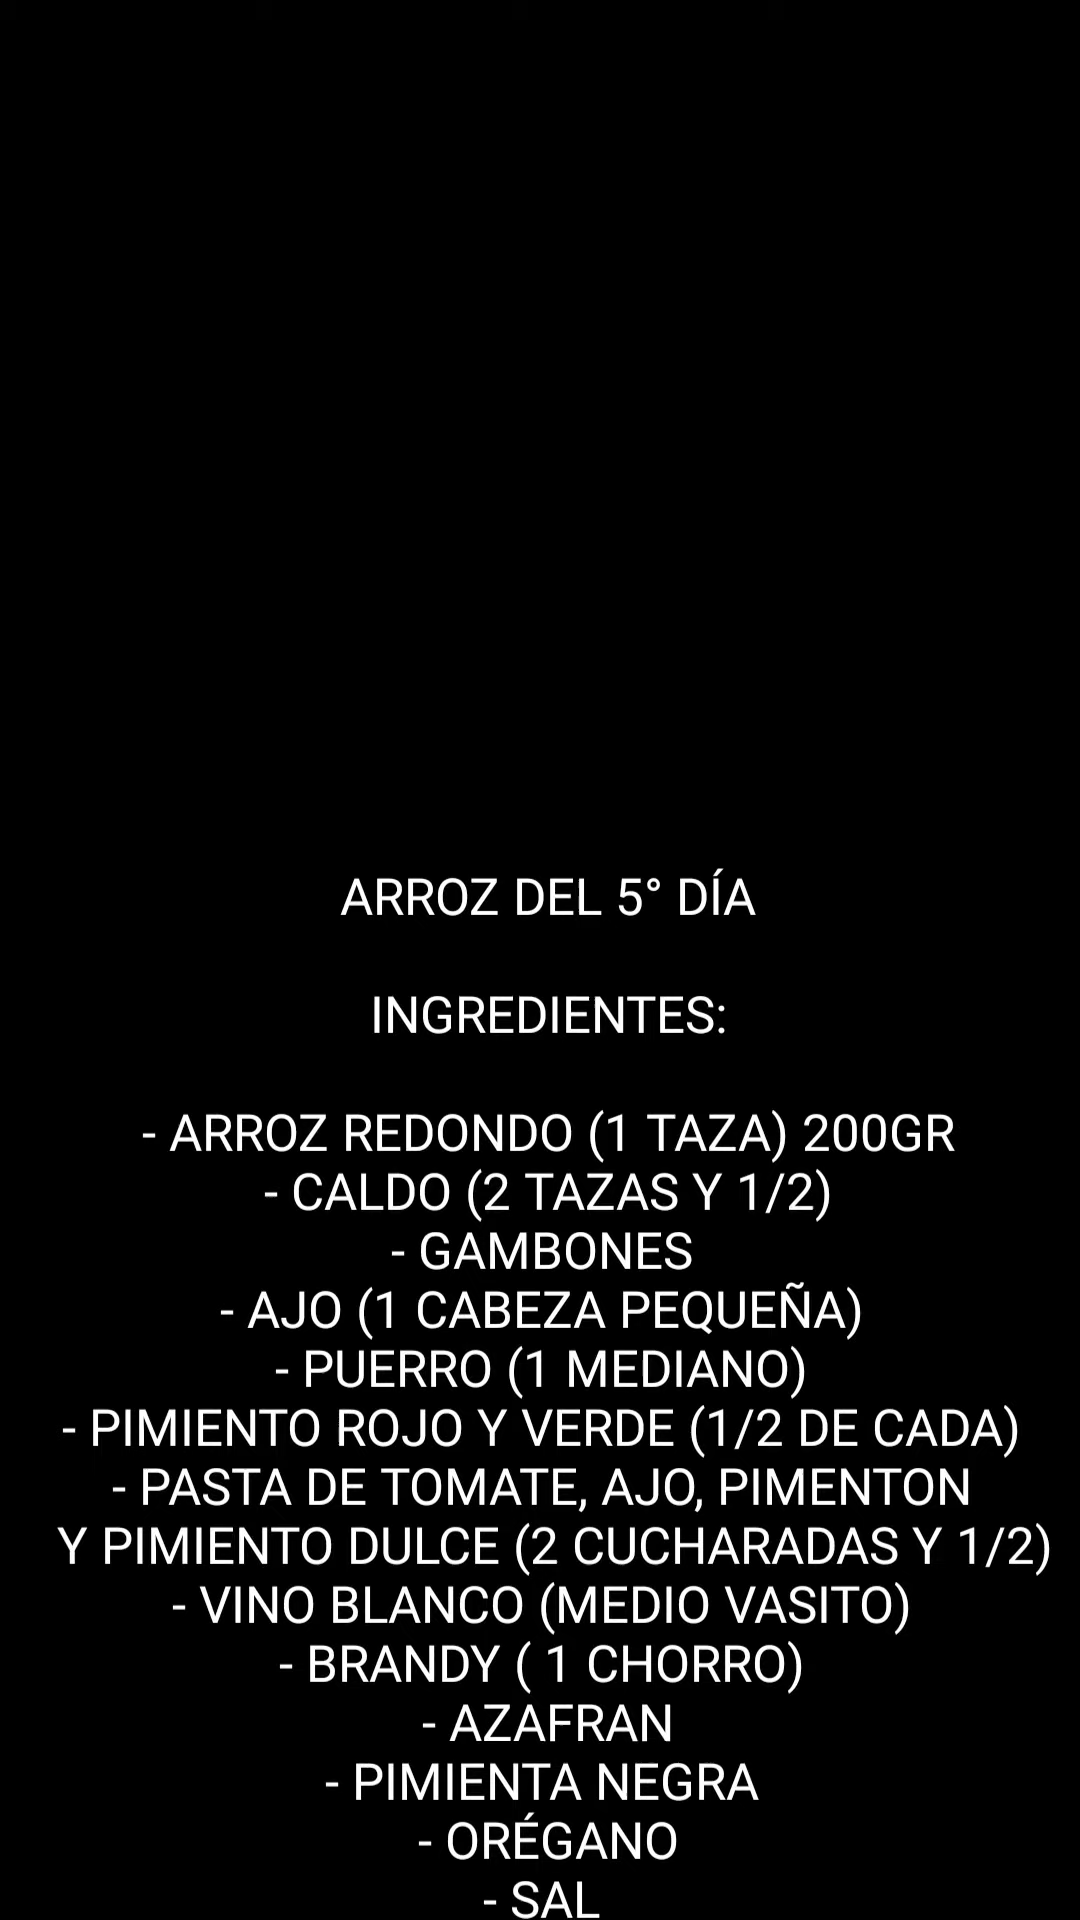 ARROZ DEL 5° DÍA
INGREDIENTES:
- ARROZ REDONDO (1 TAZA) 200GR
- CALDO (2 TAZAS Y 1/2)
- GAMBONES
- AJO (1 CABEZA PEQUEÑA)
- PUERRO (1 MEDIANO)
- PIMIENTO ROJO Y VERDE (1/2 DE CADA)
- PASTA DE TOMATE, AJO, PIMENTON
Y PIMIENTO DULCE (2 CUCHARADAS Y 1/2)
- VINO BLANCO (MEDIO VASITO)
- BRANDY ( 1 CHORRO)
- AZAFRAN
- PIMIENTA NEGRA
- ORÉGANO
- SAL